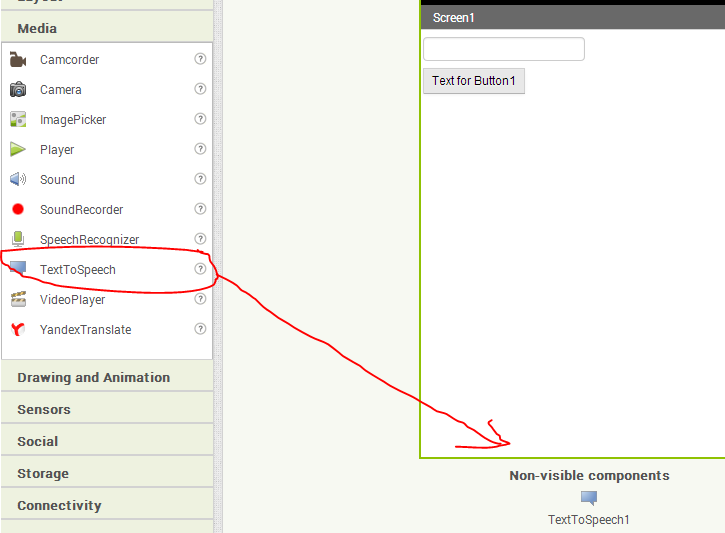 Media
Camcorder ?
Camera ?
ImagePicker ?
Player ?
Sound ?
SoundRecorder ?
SpeechRecognizer ?
TextToSpeech ?
VideoPlayer ?
YandexTranslate ?
Drawing and Animation
Sensors
Social
Storage
Connectivity
Screen1
Text for Button1
Non-visible components
TextToSpeech1